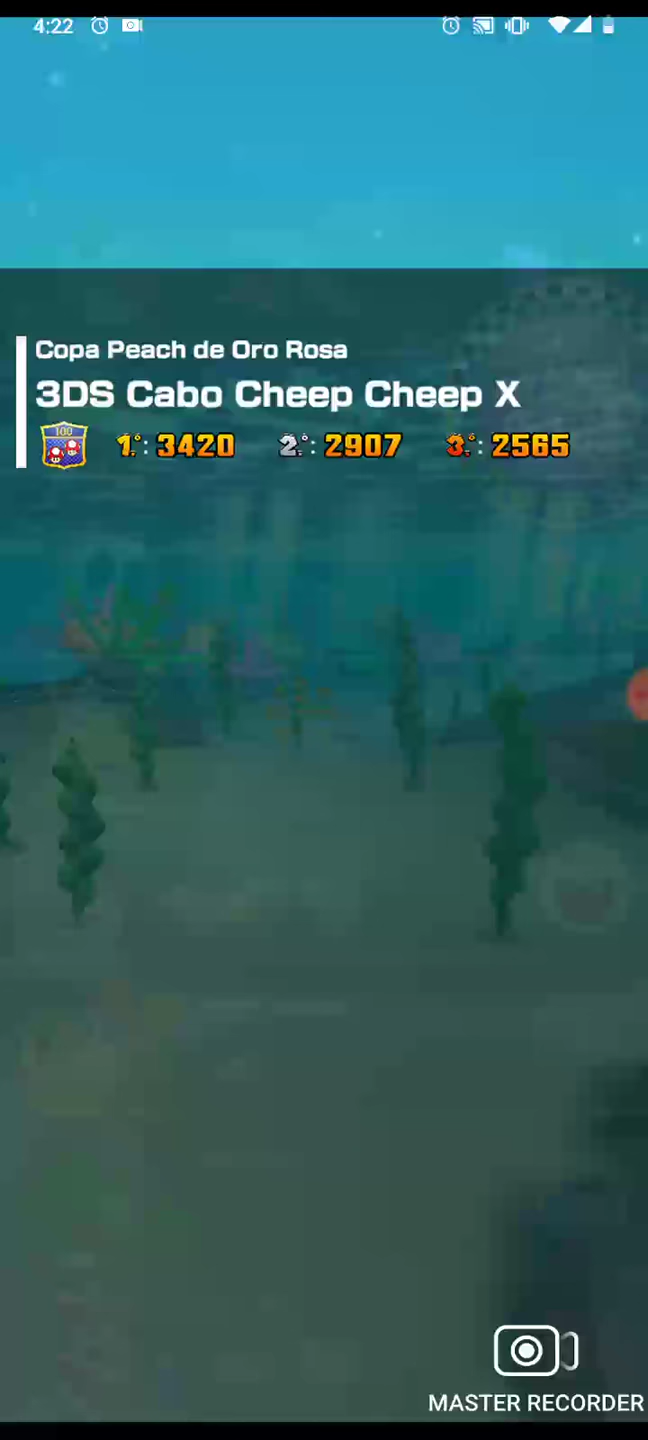 4:22
Copa Peach de Oro Rosa
3DS Cabo Cheep Cheep X
100 1.°: 3420 2.°: 2907 3.°: 2565
MASTER RECORDER